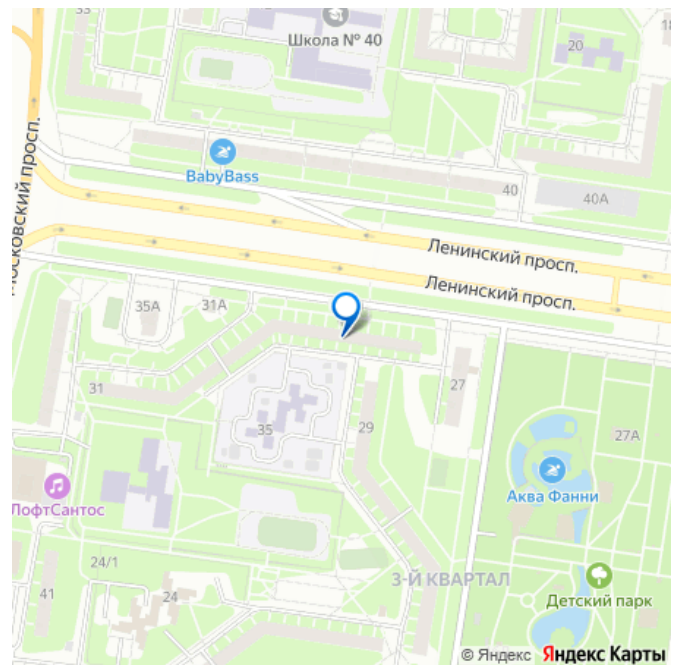 33
Школа № 40
20
18
BabyBass
40
40А
Московский просп.
Ленинский просп.
Ленинский просп.
35А
31А
31
27
35
29
27А
Аква Фанни
ЛофтСантос
24/1
3-Й КВАРТАЛ
41
24
Детский парк
© Яндекс Яндекс Карты